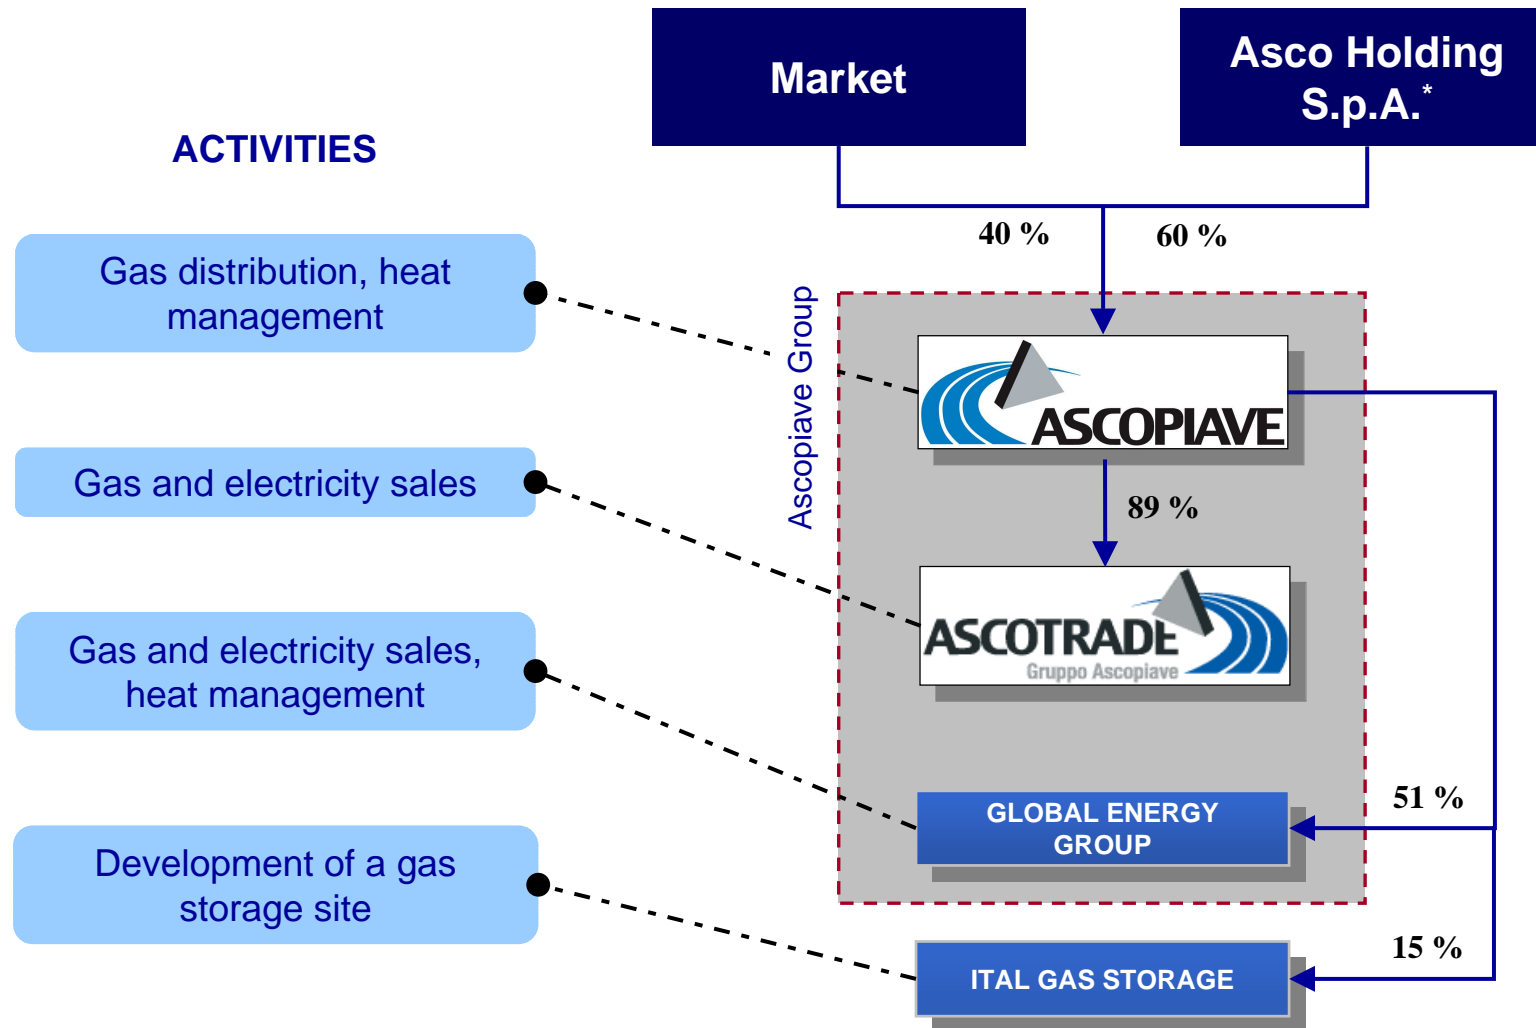 Market
Asco Holding
S.p.A.*
ACTIVITIES
40 %
60 %
Gas distribution, heat
management
Ascopiave Group
ASCOPIAVE
Gas and electricity sales
89 %
ASCOTRADE
Gruppo Ascopiave
Gas and electricity sales,
heat management
51 %
GLOBAL ENERGY
GROUP
Development of a gas
storage site
15 %
ITAL GAS STORAGE